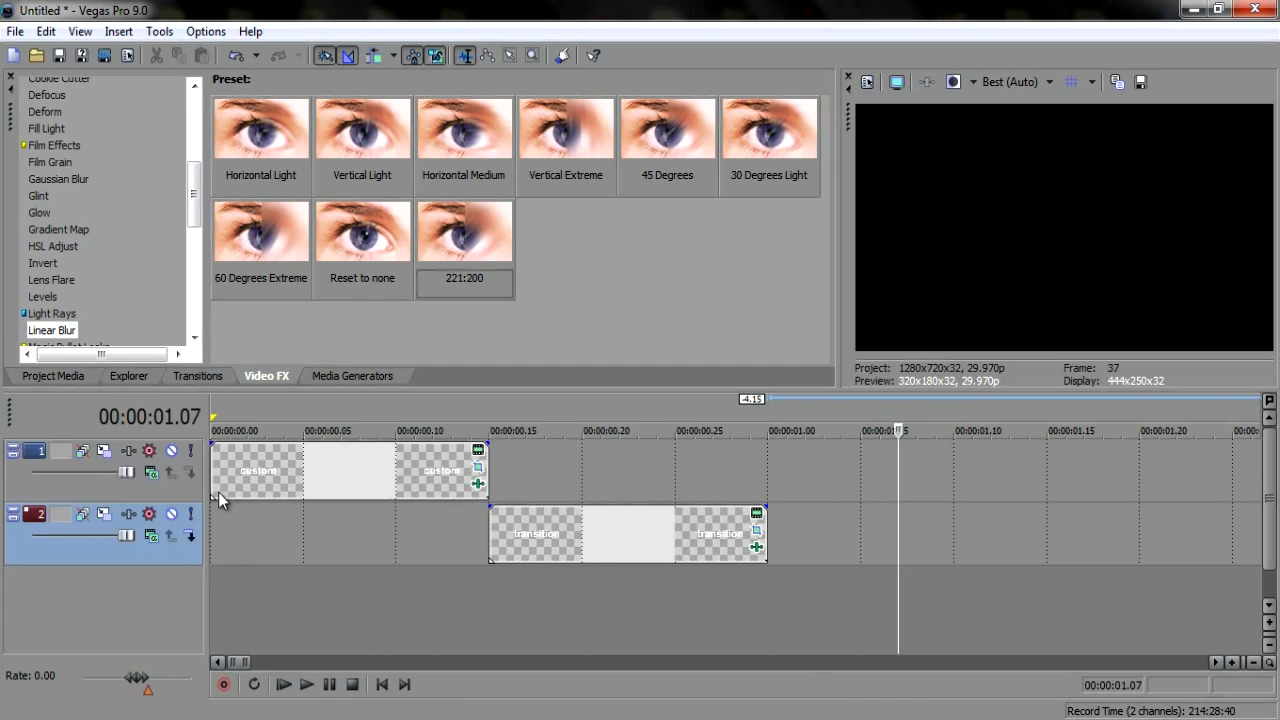 Untitled * - Vegas Pro 9.0
File Edit View Insert Tools Options Help
Best (Auto)
Preset:
Cookie Cutter
Defocus
Deform
Fill Light
Film Effects
Film Grain
Gaussian Blur
Glint
Glow
Gradient Map
HSL Adjust
Invert
Lens Flare
Levels
Light Rays
Linear Blur
Horizontal Light
Vertical Light
Horizontal Medium
Vertical Extreme
45 Degrees
30 Degrees Light
60 Degrees Extreme
Reset to none
221:200
Project: 1280x720x32, 29.970p Frame: 37
Preview: 320x180x32, 29.970p Display: 444x250x32
Project Media Explorer Transitions Video FX Media Generators
-4.15
00:00:01.07
00:00:00.00 00:00:00.05 00:00:00.10 00:00:00.15 00:00:00.20 00:00:00.25 00:00:01.00 00:00:01.10 00:00:01.15 00:00:01.20
1
custom custom
2
transition transition
Rate: 0.00
00:00:01.07
Record Time (2 channels): 214:28:40